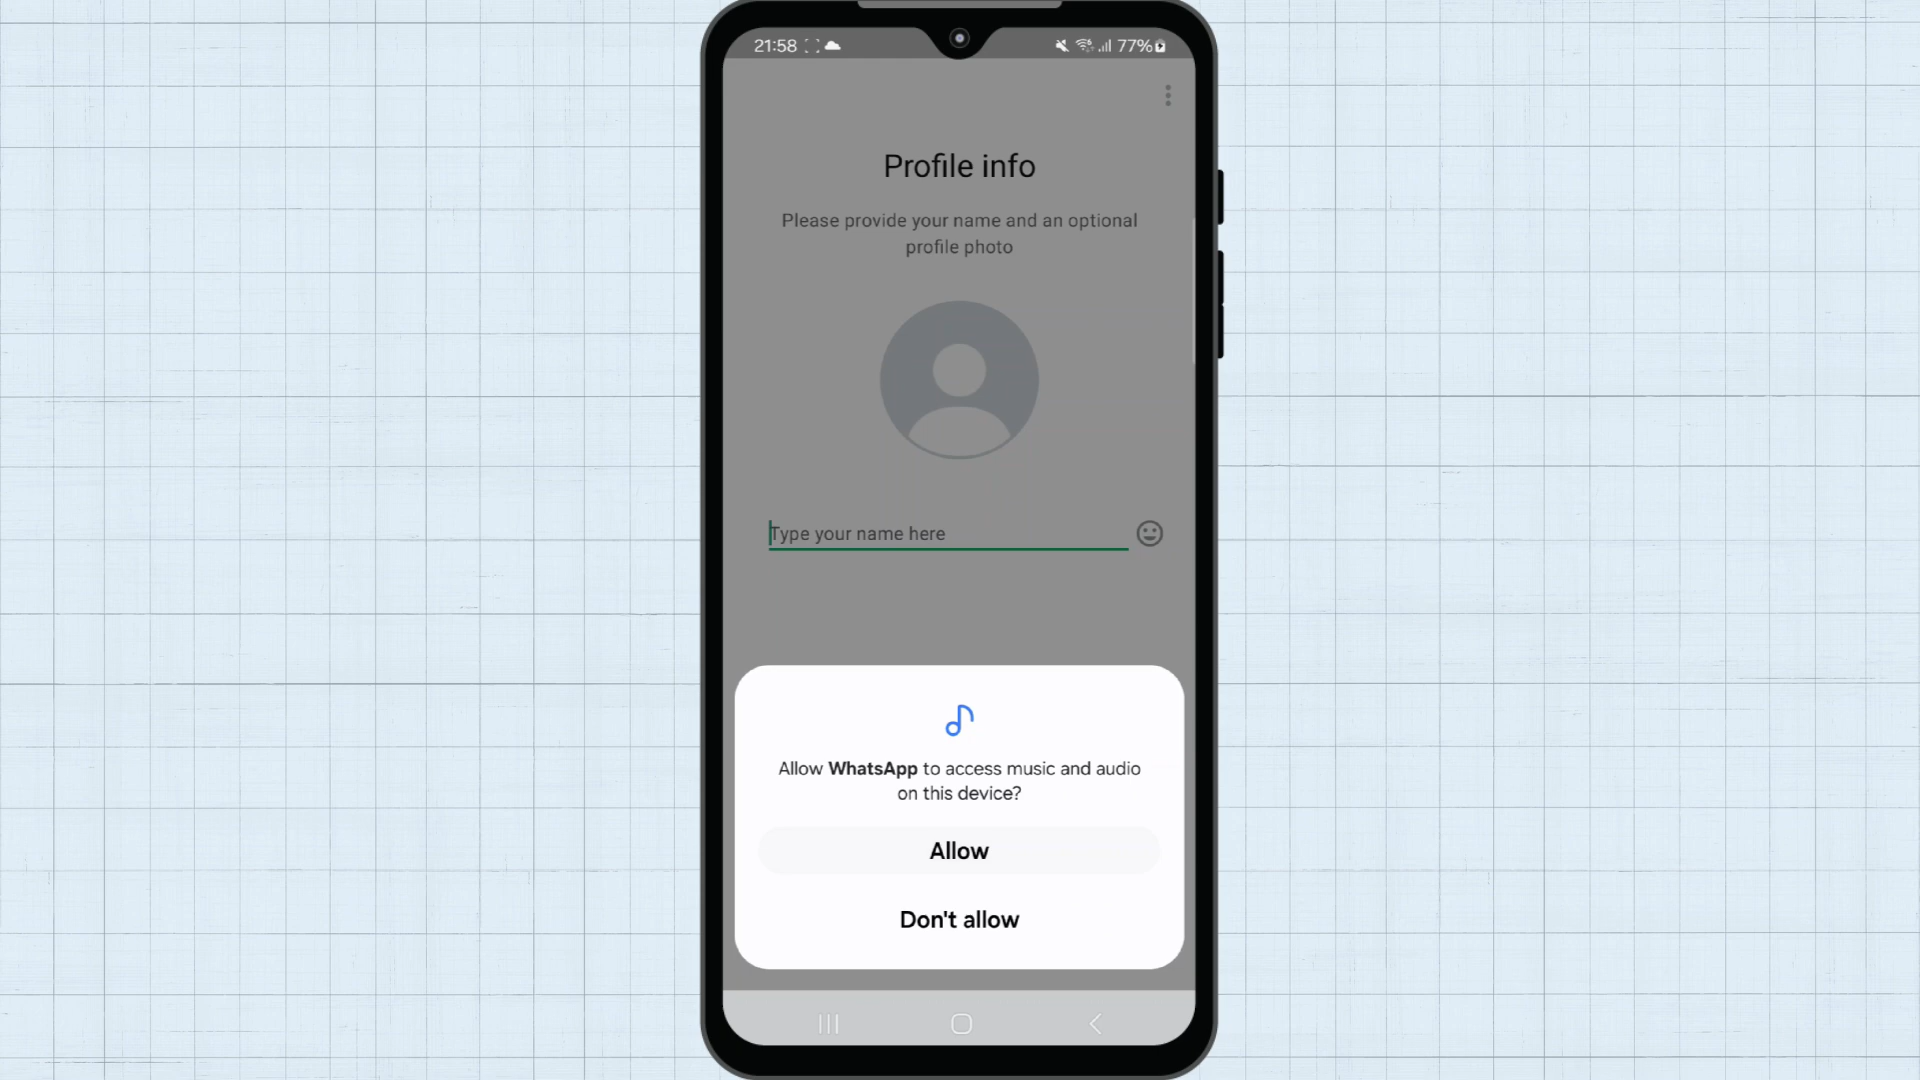 21:58
77%
Profile info
Please provide your name and an optional
profile photo
Type your name here
Allow WhatsApp to access music and audio
on this device?
Allow
Don't allow